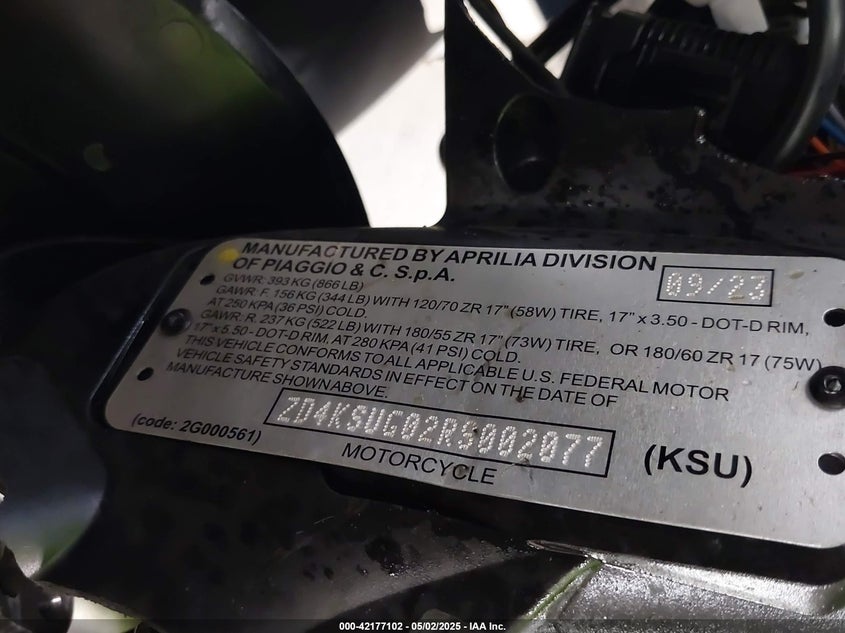 MANUFACTURED BY APRILIA DIVISION
OF PIAGGIO & C. S.p.A.
09/23
GVWR: 393 KG (866 LB)
GAWR: F. 156 KG (344 LB) WITH 120/70 ZR 17" (58W) TIRE, 17" x 3.50 - DOT-D RIM,
AT 250 KPA (36 PSI) COLD.
GAWR: R. 237 KG (522 LB) WITH 180/55 ZR 17" (73W) TIRE, OR 180/60 ZR 17 (75W)
17" x 5.50 - DOT-D RIM, AT 280 KPA (41 PSI) COLD.
THIS VEHICLE CONFORMS TO ALL APPLICABLE U.S. FEDERAL MOTOR
VEHICLE SAFETY STANDARDS IN EFFECT ON THE DATE OF
MANUFACTURE SHOWN ABOVE.
ZD4KSUG02RS002077
(code: 2G000561)
MOTORCYCLE
(KSU)
000-42177102 - 05/02/2025 - IAA Inc.